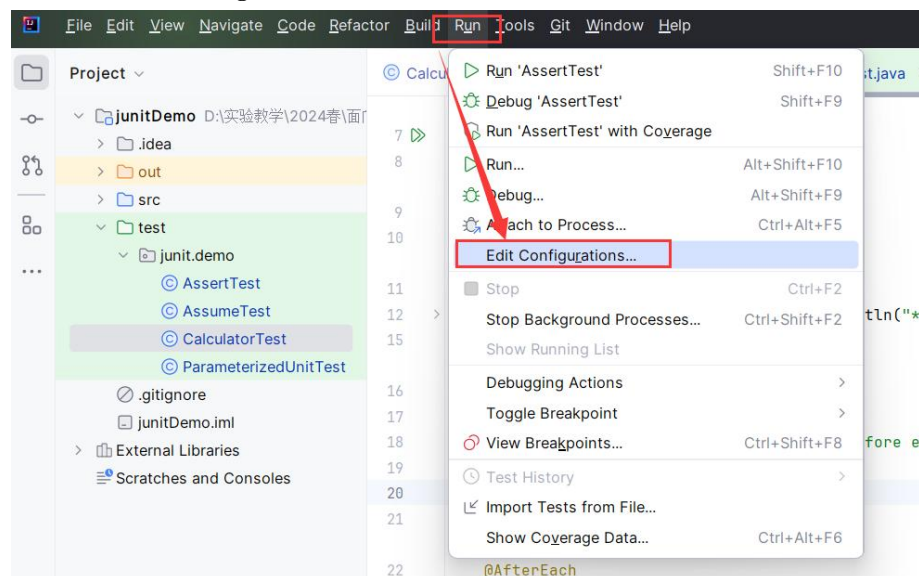 File Edit View Navigate Code Refactor Build Run Tools Git Window Help
Project
junitDemo D:\实验教学\2024春\面
.idea
out
src
test
junit.demo
AssertTest
AssumeTest
CalculatorTest
ParameterizedUnitTest
.gitignore
junitDemo.iml
External Libraries
Scratches and Consoles
Calcu
st.java
7
8
9
10
11
12
15
16
17
18
19
20
21
22
tln("*
fore e
@AfterEach
Run 'AssertTest' Shift+F10
Debug 'AssertTest' Shift+F9
Run 'AssertTest' with Coverage
Run... Alt+Shift+F10
Debug... Alt+Shift+F9
Attach to Process... Ctrl+Alt+F5
Edit Configurations...
Stop Ctrl+F2
Stop Background Processes... Ctrl+Shift+F2
Show Running List
Debugging Actions
Toggle Breakpoint
View Breakpoints... Ctrl+Shift+F8
Test History
Import Tests from File...
Show Coverage Data... Ctrl+Alt+F6